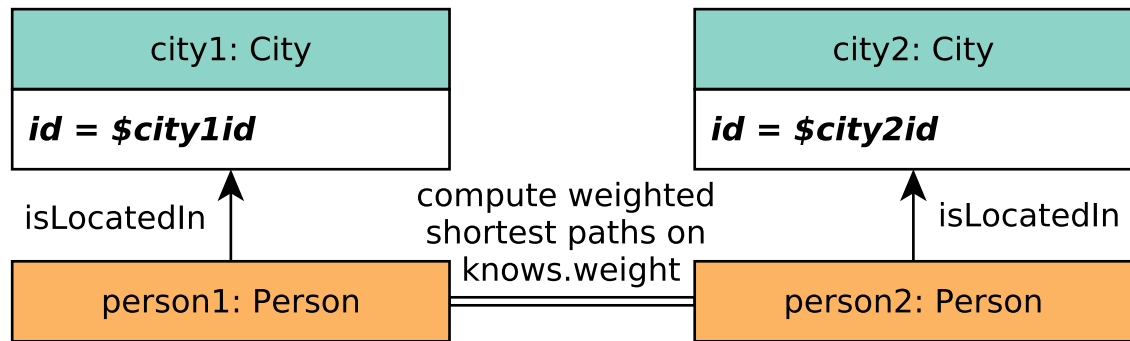 city1: City
city2: City
id = $city1id
id = $city2id
isLocatedIn
compute weighted
shortest paths on
knows.weight
isLocatedIn
person1: Person
person2: Person